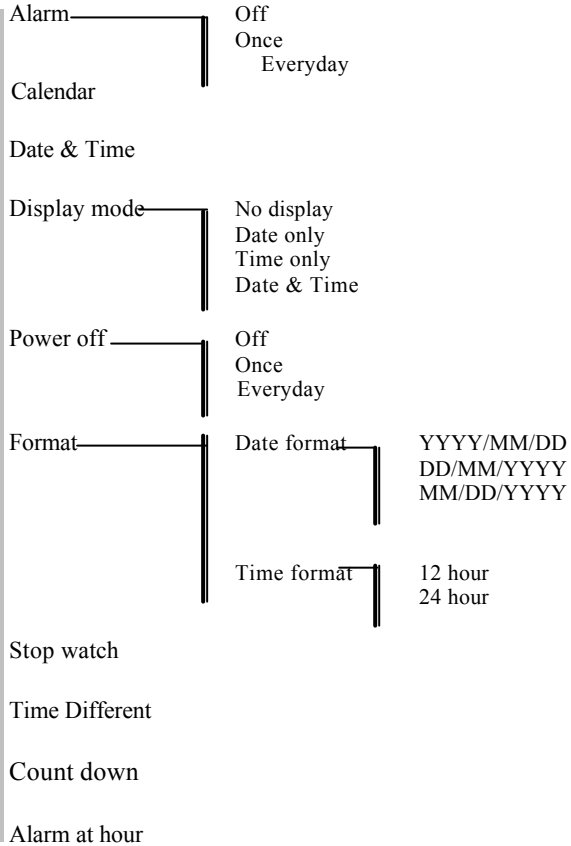 Alarm Off
Once
Everyday
Calendar
Date & Time
Display mode No display
Date only
Time only
Date & Time
Power off Off
Once
Everyday
Format Date format YYYY/MM/DD
DD/MM/YYYY
MM/DD/YYYY
Time format 12 hour
24 hour
Stop watch
Time Different
Count down
Alarm at hour